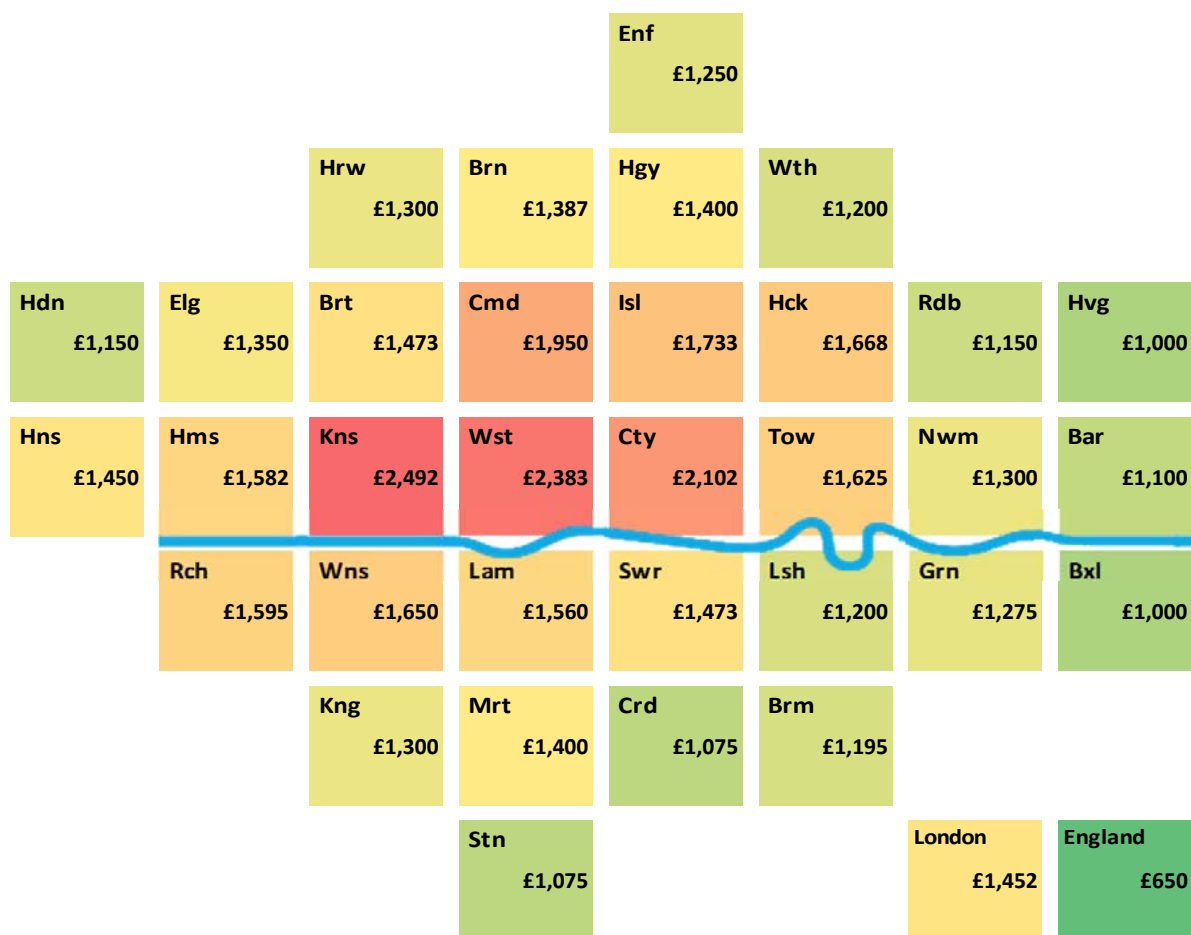 Enf
£1,250
Hrw Brn Hgy Wth
£1,300 £1,387 £1,400 £1,200
Hdn Elg Brt Cmd Isl Hck Rdb Hvg
£1,150 £1,350 £1,473 £1,950 £1,733 £1,668 £1,150 £1,000
Hns Hms Kns Wst Cty Tow Nwm Bar
£1,450 £1,582 £2,492 £2,383 £2,102 £1,625 £1,300 £1,100
Rch Wns Lam Swr Lsh Grn Bxl
£1,595 £1,650 £1,560 £1,473 £1,200 £1,275 £1,000
Kng Mrt Crd Brm
£1,300 £1,400 £1,075 £1,195
Stn London England
£1,075 £1,452 £650